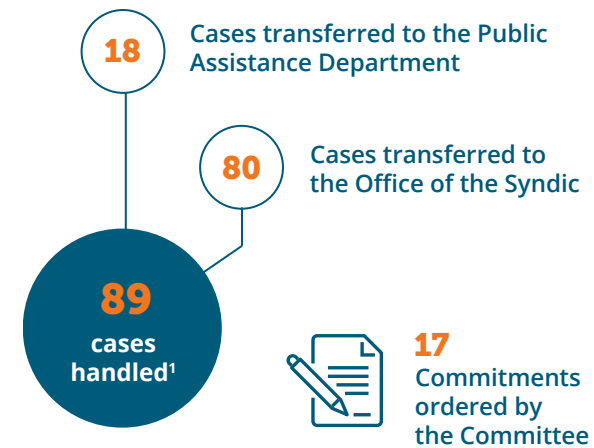 18
Cases transferred to the Public
Assistance Department
80
Cases transferred to
the Office of the Syndic
89
cases
handled¹
17
Commitments
ordered by
the Committee